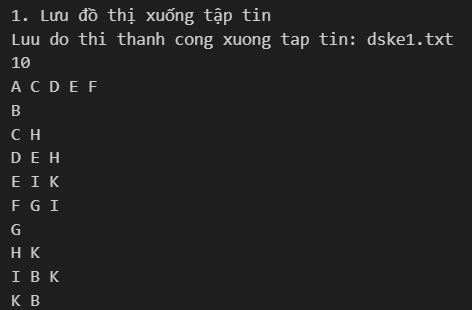 1. Lưu đồ thị xuống tập tin
Luu do thi thanh cong xuong tap tin: dske1.txt
10
A C D E F
B
C H
D E H
E I K
F G I
G
H K
I B K
K B